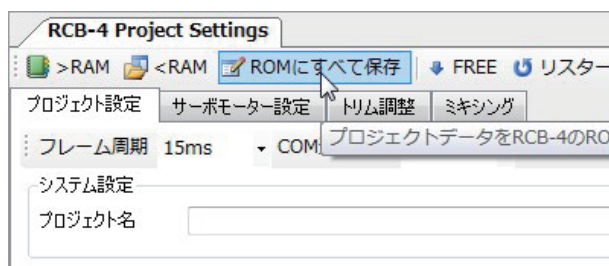 RCB-4 Project Settings
>RAM <RAM ROMにすべて保存 FREE リスター
プロジェクト設定 サーボモーター設定 トリム調整 ミキシング
プロジェクトデータをRCB-4のRO
フレーム周期 15ms COM
システム設定
プロジェクト名